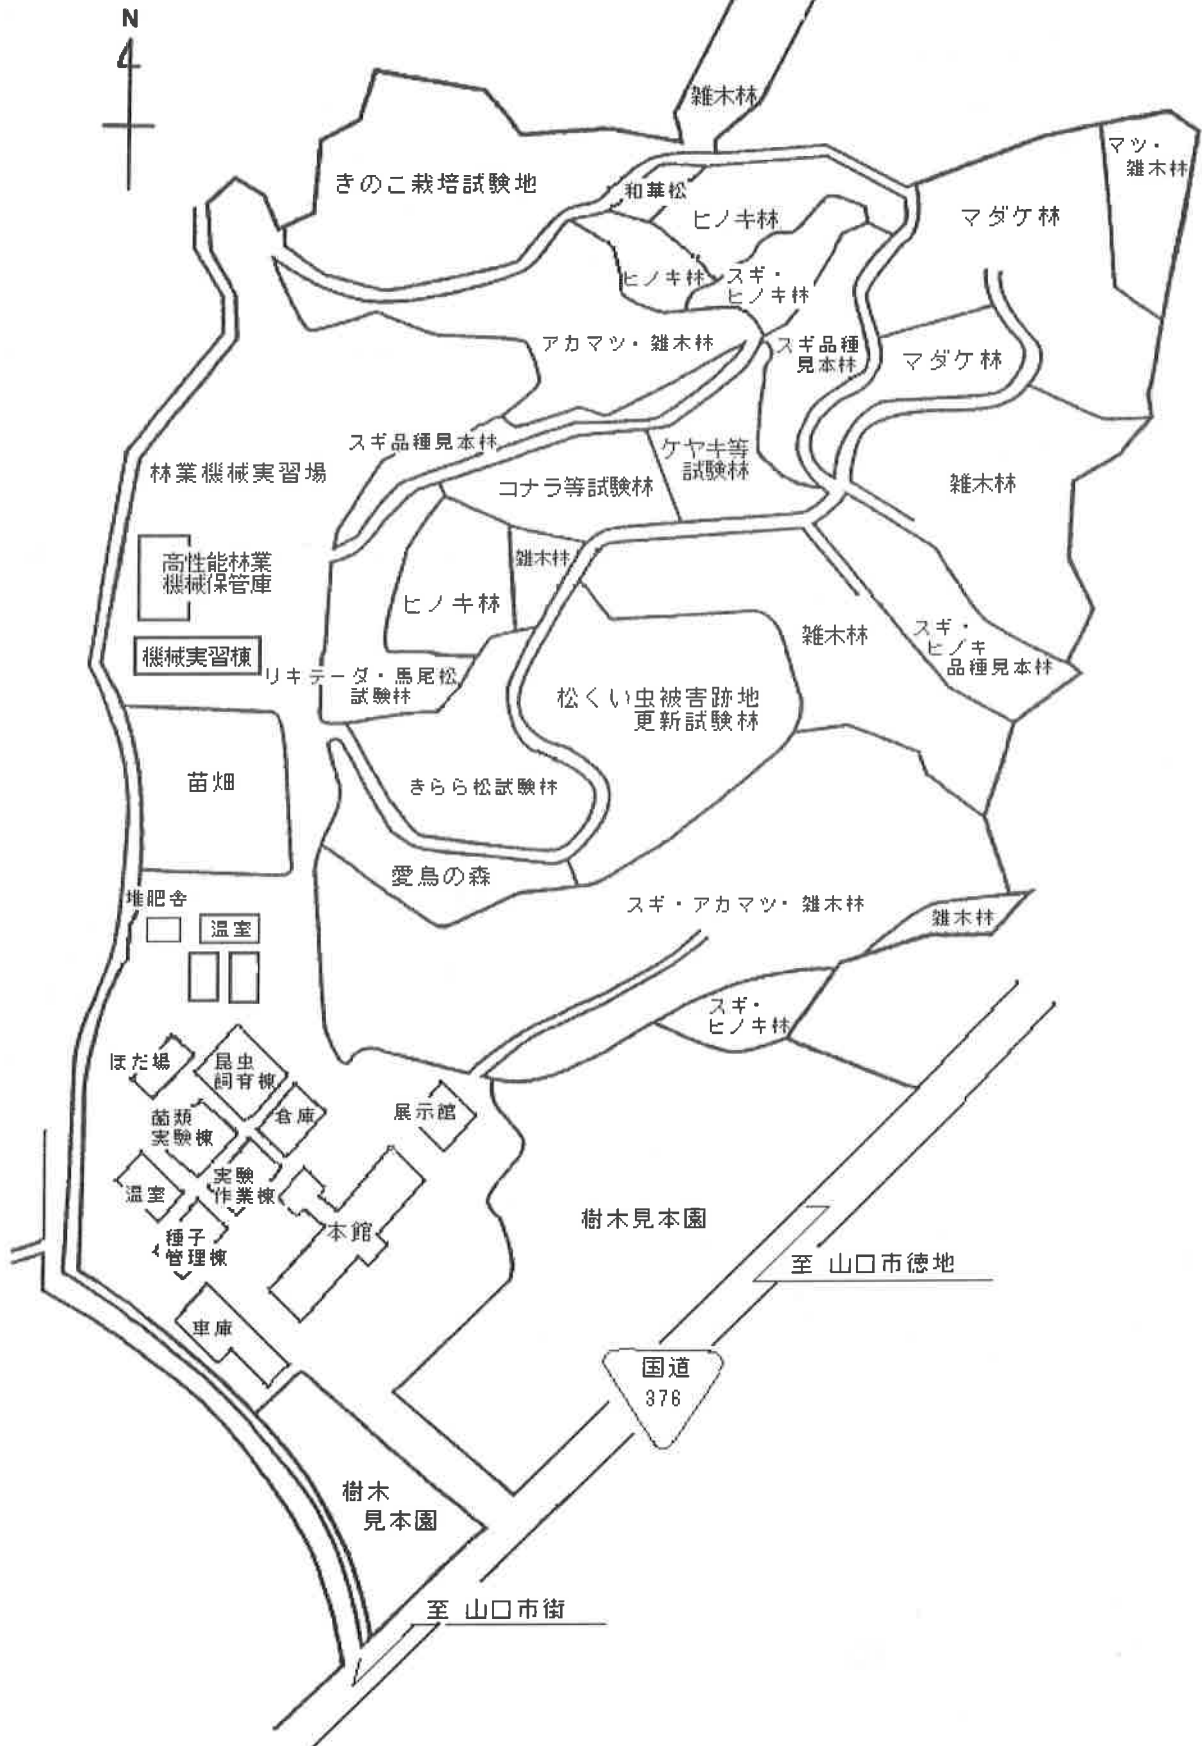 N
雑木林
マツ・
雑木林
きのこ栽培試験地
和華松
ヒノキ林
マダケ林
ヒノキ林
スギ・
ヒノキ林
アカマツ・雑木林
スギ品種
見本林
マダケ林
スギ品種見本林
ケヤキ等
試験林
林業機械実習場
コナラ等試験林
雑木林
雑木林
高性能林業
機械保管庫
ヒノキ林
雑木林
スギ・
ヒノキ
品種見本林
機械実習棟
リキテーダ・馬尾松
試験林
松くい虫被害跡地
更新試験林
苗畑
きらら松試験林
愛鳥の森
堆肥舎
温室
スギ・アカマツ・雑木林
雑木林
スギ・
ヒノキ林
ほだ場
昆虫
飼育棟
菌類
実験棟
倉庫
展示館
温室
実験
作業棟
種子
管理棟
本館
樹木見本園
至 山口市徳地
車庫
国道
376
樹木
見本園
至 山口市街